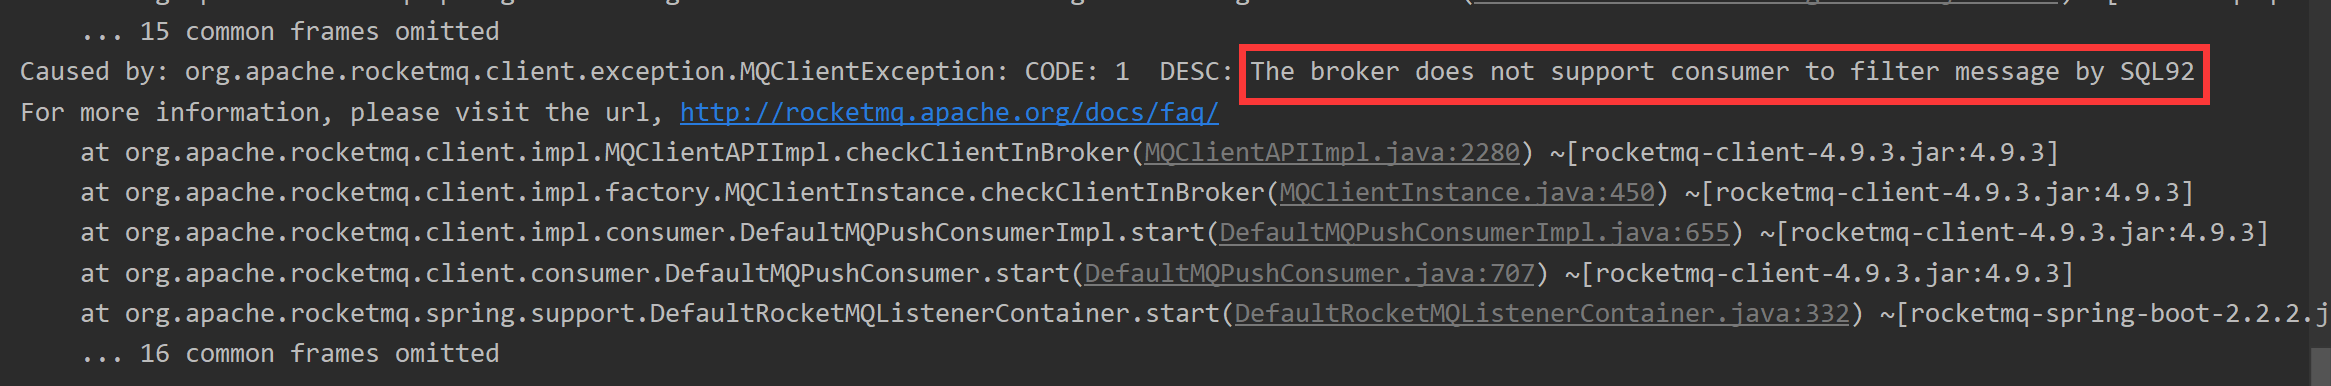 ... 15 common frames omitted
Caused by: org.apache.rocketmq.client.exception.MQClientException: CODE: 1  DESC: The broker does not support consumer to filter message by SQL92
For more information, please visit the url, http://rocketmq.apache.org/docs/faq/
at org.apache.rocketmq.client.impl.MQClientAPIImpl.checkClientInBroker(MQClientAPIImpl.java:2280) ~[rocketmq-client-4.9.3.jar:4.9.3]
at org.apache.rocketmq.client.impl.factory.MQClientInstance.checkClientInBroker(MQClientInstance.java:450) ~[rocketmq-client-4.9.3.jar:4.9.3]
at org.apache.rocketmq.client.impl.consumer.DefaultMQPushConsumerImpl.start(DefaultMQPushConsumerImpl.java:655) ~[rocketmq-client-4.9.3.jar:4.9.3]
at org.apache.rocketmq.client.consumer.DefaultMQPushConsumer.start(DefaultMQPushConsumer.java:707) ~[rocketmq-client-4.9.3.jar:4.9.3]
at org.apache.rocketmq.spring.support.DefaultRocketMQListenerContainer.start(DefaultRocketMQListenerContainer.java:332) ~[rocketmq-spring-boot-2.2.2.j
... 16 common frames omitted